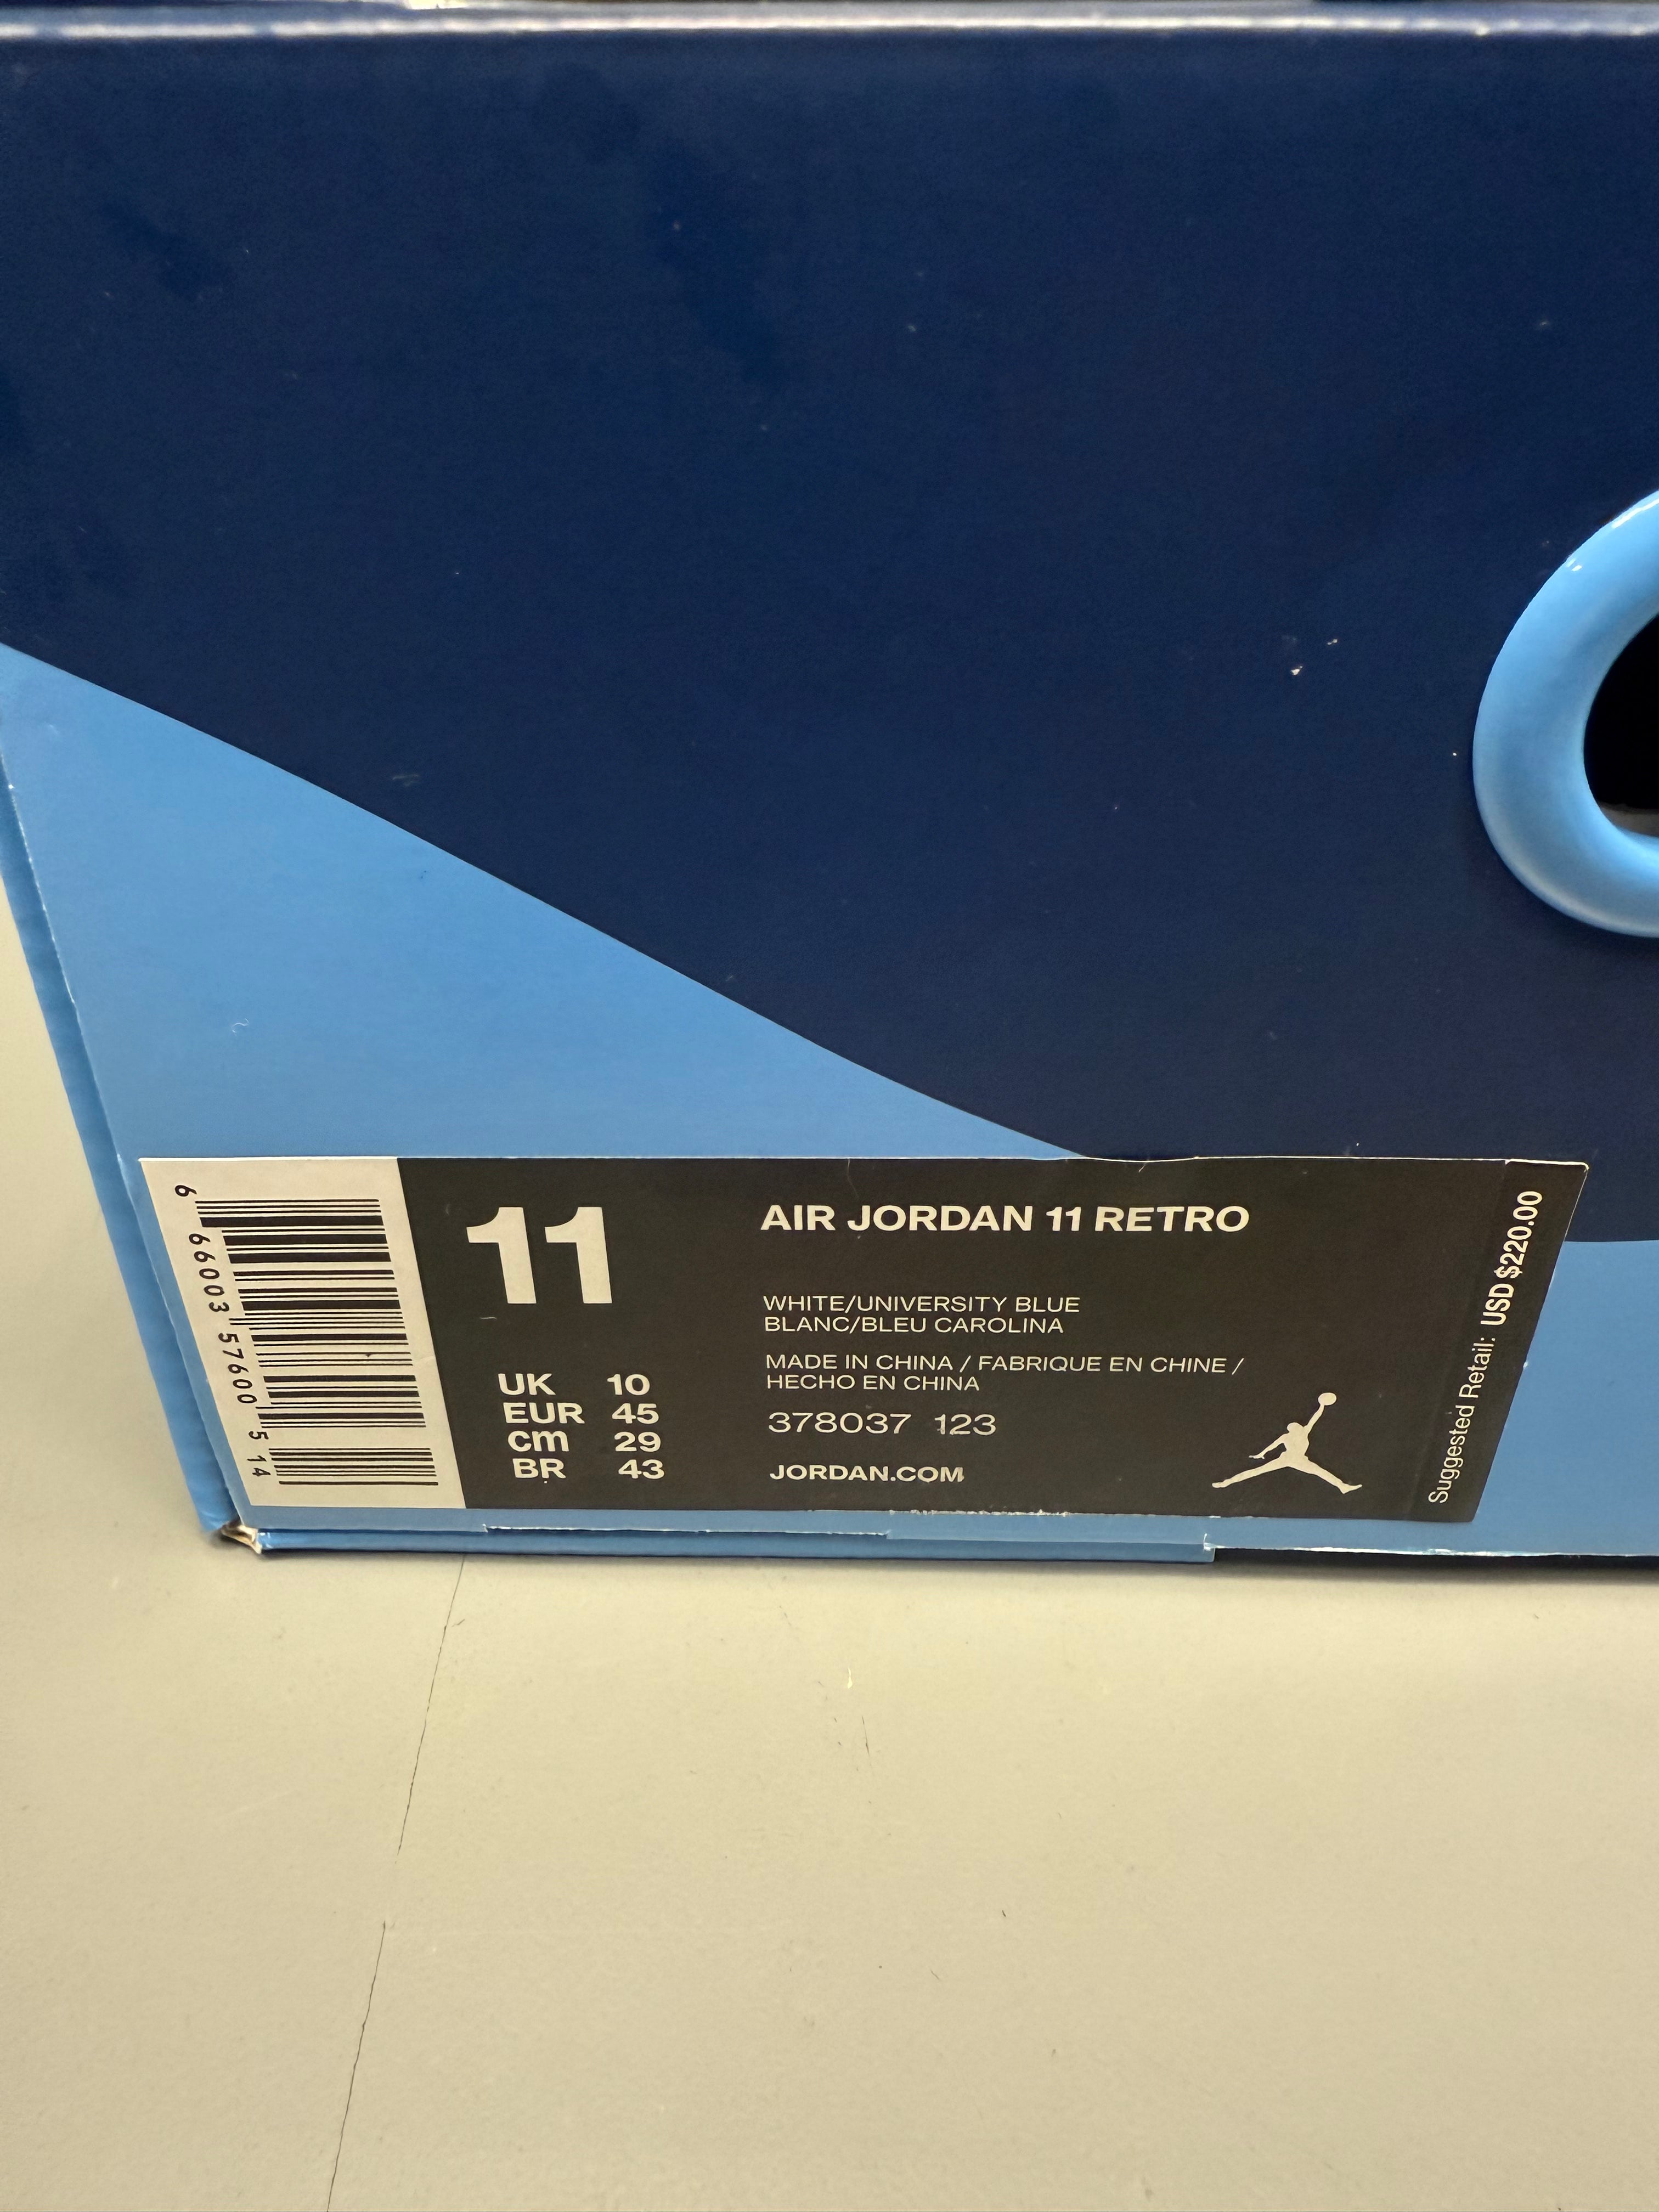 6 66003 57600 5 14
11
UK 10
EUR 45
cm 29
BR 43
AIR JORDAN 11 RETRO
WHITE/UNIVERSITY BLUE
BLANC/BLEU CAROLINA
MADE IN CHINA / FABRIQUE EN CHINE /
HECHO EN CHINA
378037 123
JORDAN.COM
Suggested Retail: USD $220.00